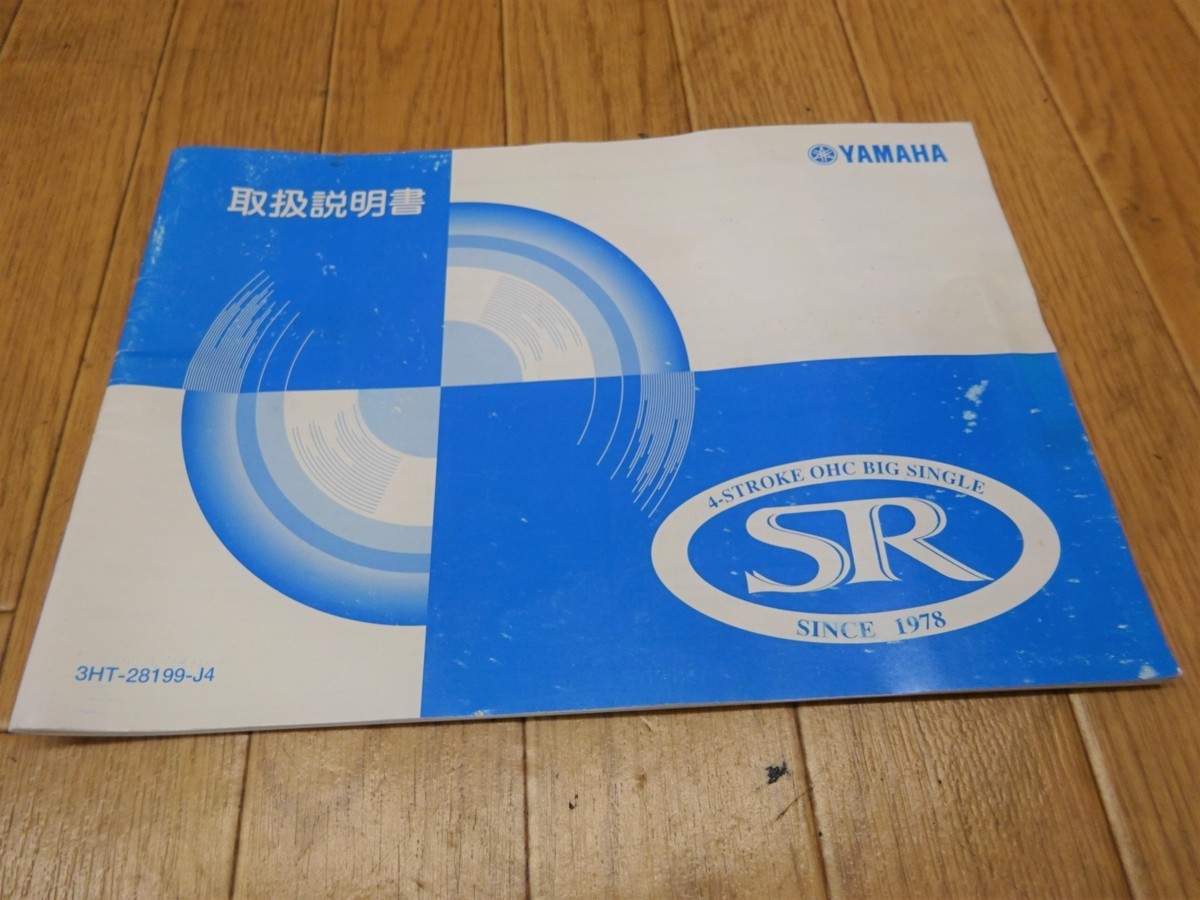 取扱説明書
YAMAHA
4-STROKE OHC BIG SINGLE
SR
SINCE 1978
3HT-28199-J4